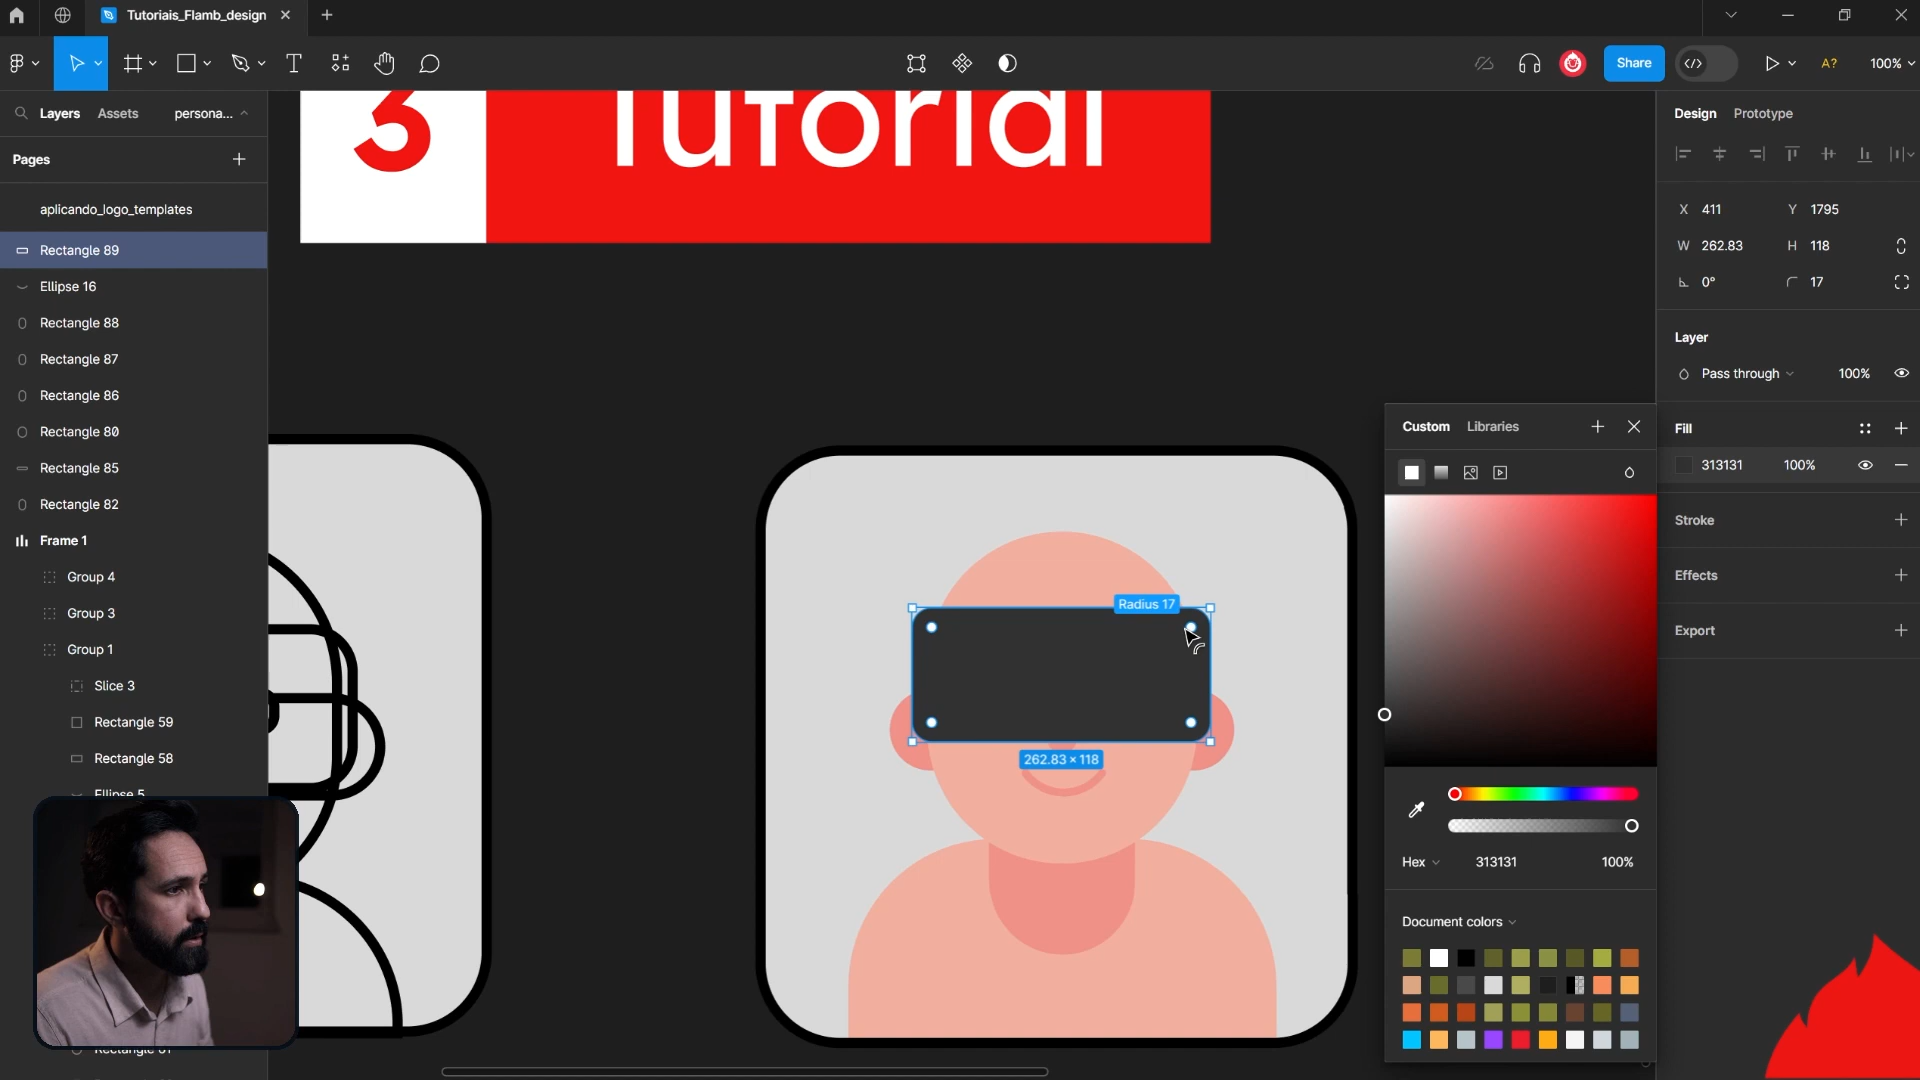 Tutoriais_Flamb_design
Share
A?
100%
Layers
Assets
persona...
Pages
aplicando_logo_templates
Rectangle 89
Ellipse 16
Rectangle 88
Rectangle 87
Rectangle 86
Rectangle 80
Rectangle 85
Rectangle 82
Frame 1
Group 4
Group 3
Group 1
Slice 3
Rectangle 59
Rectangle 58
Ellipse 5
3
Tutorial
Radius 17
262.83 × 118
Custom
Libraries
Hex
313131
100%
Document colors
Design
Prototype
X 411
Y 1795
W 262.83
H 118
0°
17
Layer
Pass through
100%
Fill
313131
100%
Stroke
Effects
Export